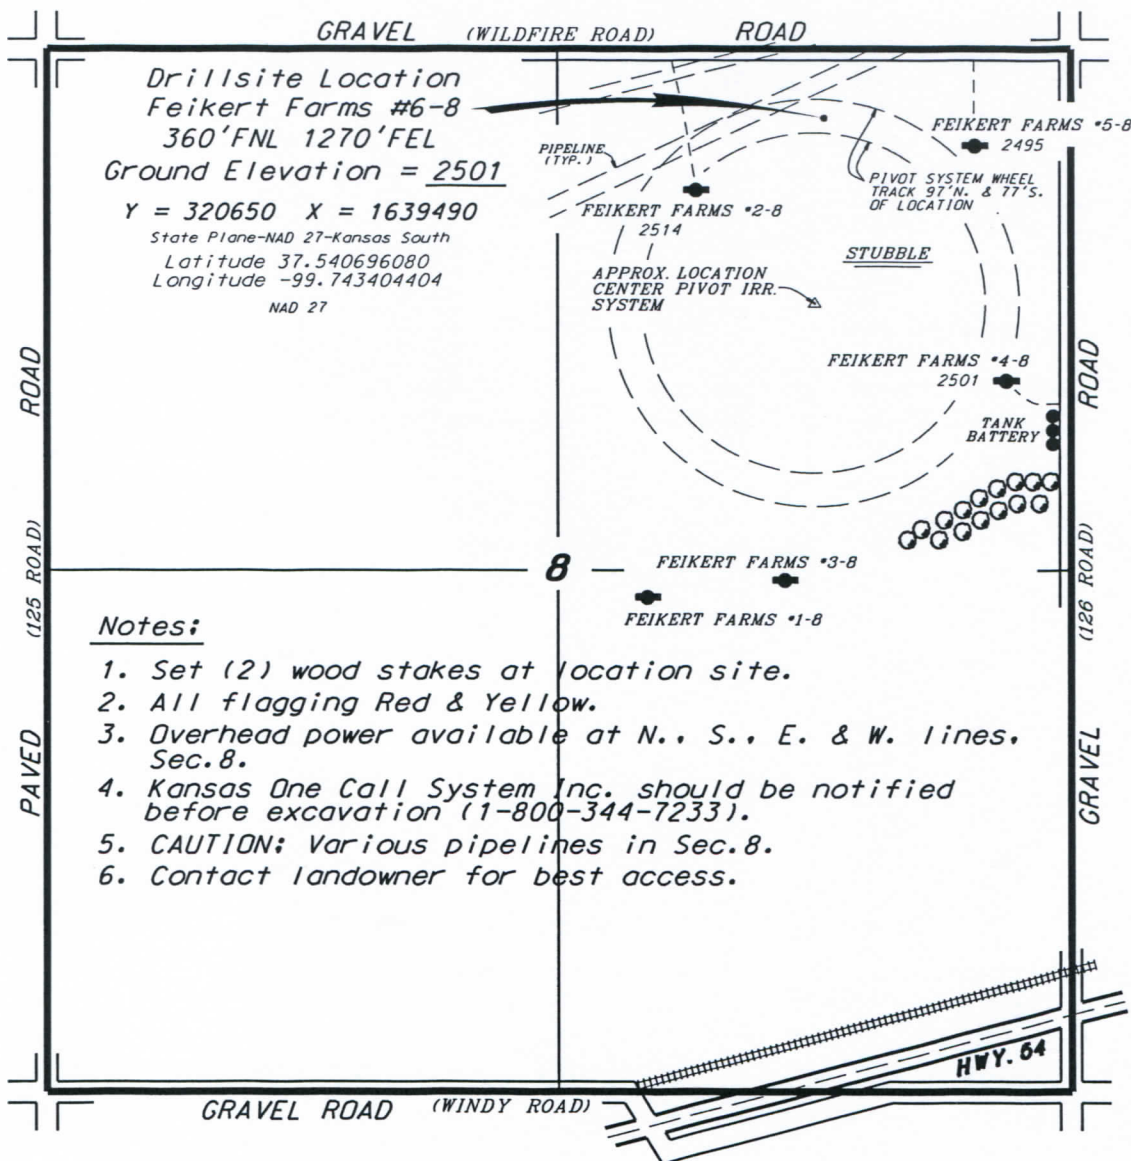 GRAVEL (WILDFIRE ROAD) ROAD
Drillsite Location
Feikert Farms #6-8
360'FNL 1270'FEL
Ground Elevation = 2501
Y = 320650 X = 1639490
State Plane-NAD 27-Kansas South
Latitude 37.540696080
Longitude -99.743404404
NAD 27
PIPELINE
(TYP.)
FEIKERT FARMS #5-8
2495
PIVOT SYSTEM WHEEL
TRACK 97'N. & 77'S.
OF LOCATION
FEIKERT FARMS #2-8
2514
STUBBLE
APPROX. LOCATION
CENTER PIVOT IRR.
SYSTEM
FEIKERT FARMS #4-8
2501
TANK
BATTERY
PAVED (125 ROAD) ROAD
GRAVEL (126 ROAD) ROAD
8
FEIKERT FARMS #3-8
FEIKERT FARMS #1-8
Notes:
1. Set (2) wood stakes at location site.
2. All flagging Red & Yellow.
3. Overhead power available at N., S., E. & W. lines,
Sec.8.
4. Kansas One Call System Inc. should be notified
before excavation (1-800-344-7233).
5. CAUTION: Various pipelines in Sec.8.
6. Contact landowner for best access.
HWY. 54
GRAVEL ROAD (WINDY ROAD)